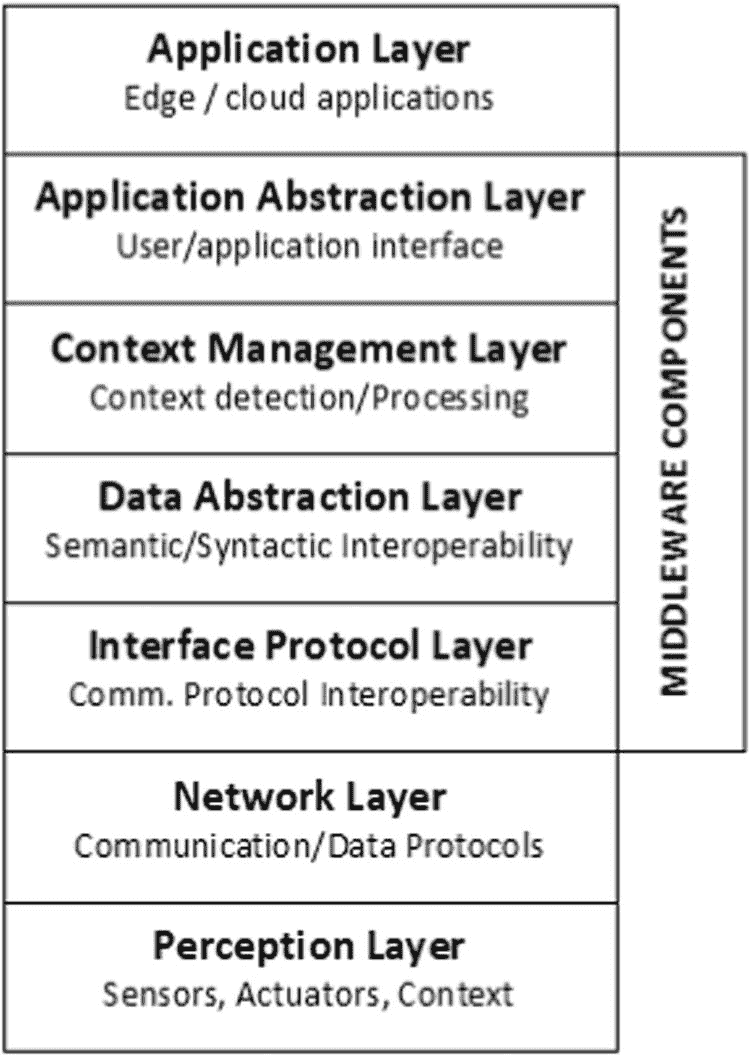 Application Layer
Edge / cloud applications
Application Abstraction Layer
User/application interface
Context Management Layer
Context detection/Processing
Data Abstraction Layer
Semantic/Syntactic Interoperability
Interface Protocol Layer
Comm. Protocol Interoperability
Network Layer
Communication/Data Protocols
Perception Layer
Sensors, Actuators, Context
MIDDLEWARE COMPONENTS